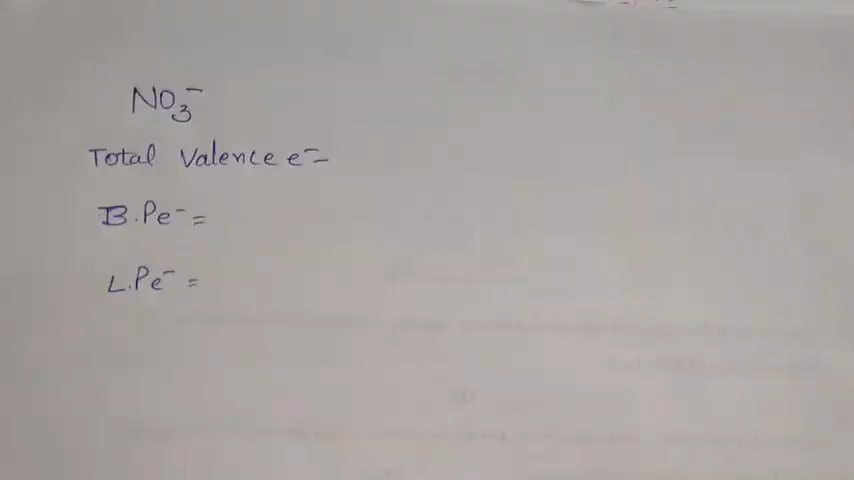 NO₃⁻
Total Valence e⁻=
B.Pe⁻ =
L.Pe⁻ =